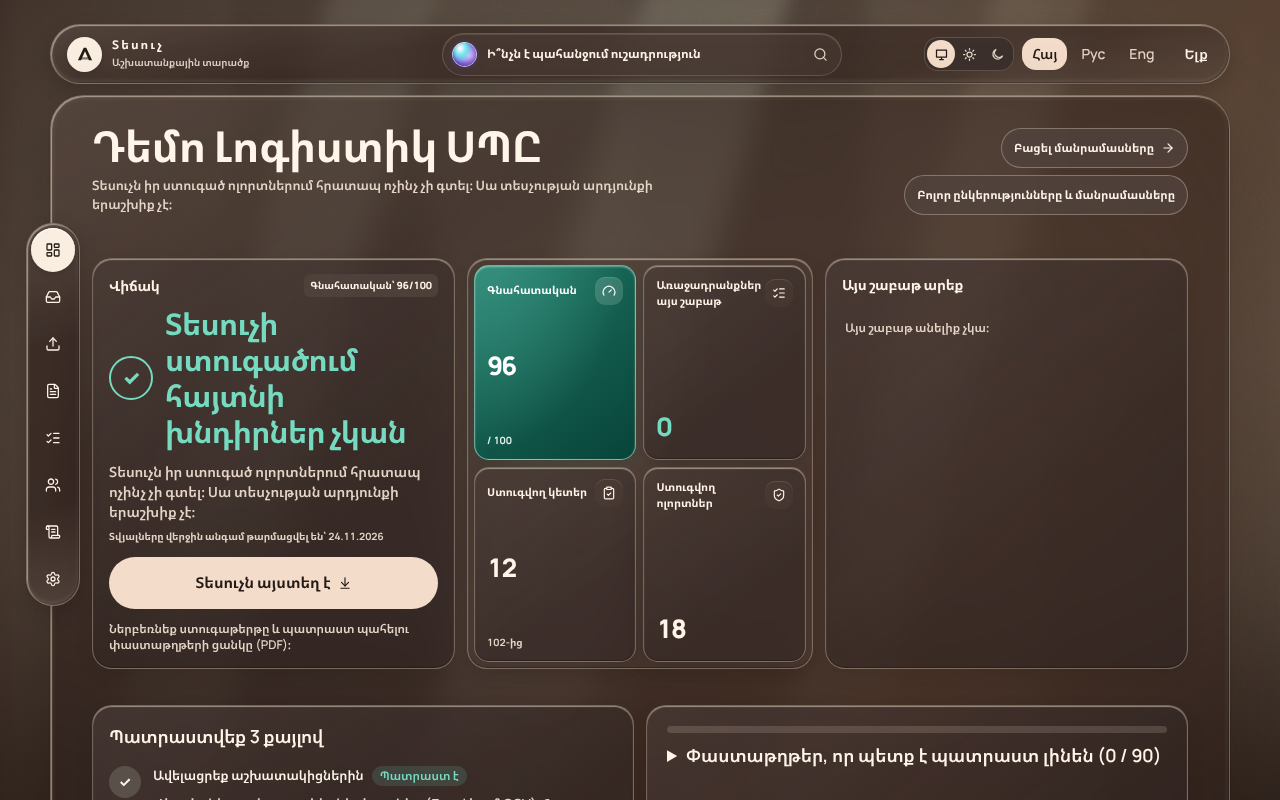 Տեսուչ
Աշխատանքային տարածք
Ի՞նչն է պահանջում ուշադրություն
Հայ
Рус
Eng
Ելք
Դեմո Լոգիստիկ ՍՊԸ
Տեսուչն իր ստուգած ոլորտներում հրատապ ոչինչ չի գտել։ Սա տեսչության արդյունքի
երաշխիք չէ։
Բացել մանրամասները
Բոլոր ընկերությունները և մանրամասները
Վիճակ
Գնահատական՝ 96/100
Տեսուչի
ստուգածում
հայտնի
խնդիրներ չկան
Տեսուչն իր ստուգած ոլորտներում հրատապ
ոչինչ չի գտել։ Սա տեսչության արդյունքի
երաշխիք չէ։
Տվյալները վերջին անգամ թարմացվել են՝ 24.11.2026
Տեսուչն այստեղ է
Ներբեռնեք ստուգաթերթը և պատրաստ պահելու
փաստաթղթերի ցանկը (PDF)։
Գնահատական
96
/ 100
Առաջադրանքներ
այս շաբաթ
0
Ստուգվող կետեր
12
102-ից
Ստուգվող
ոլորտներ
18
Այս շաբաթ արեք
Այս շաբաթ անելիք չկա։
Պատրաստվեք 3 քայլով
Ավելացրեք աշխատակիցներին
Պատրաստ է
Փաստաթղթեր, որ պետք է պատրաստ լինեն (0 / 90)